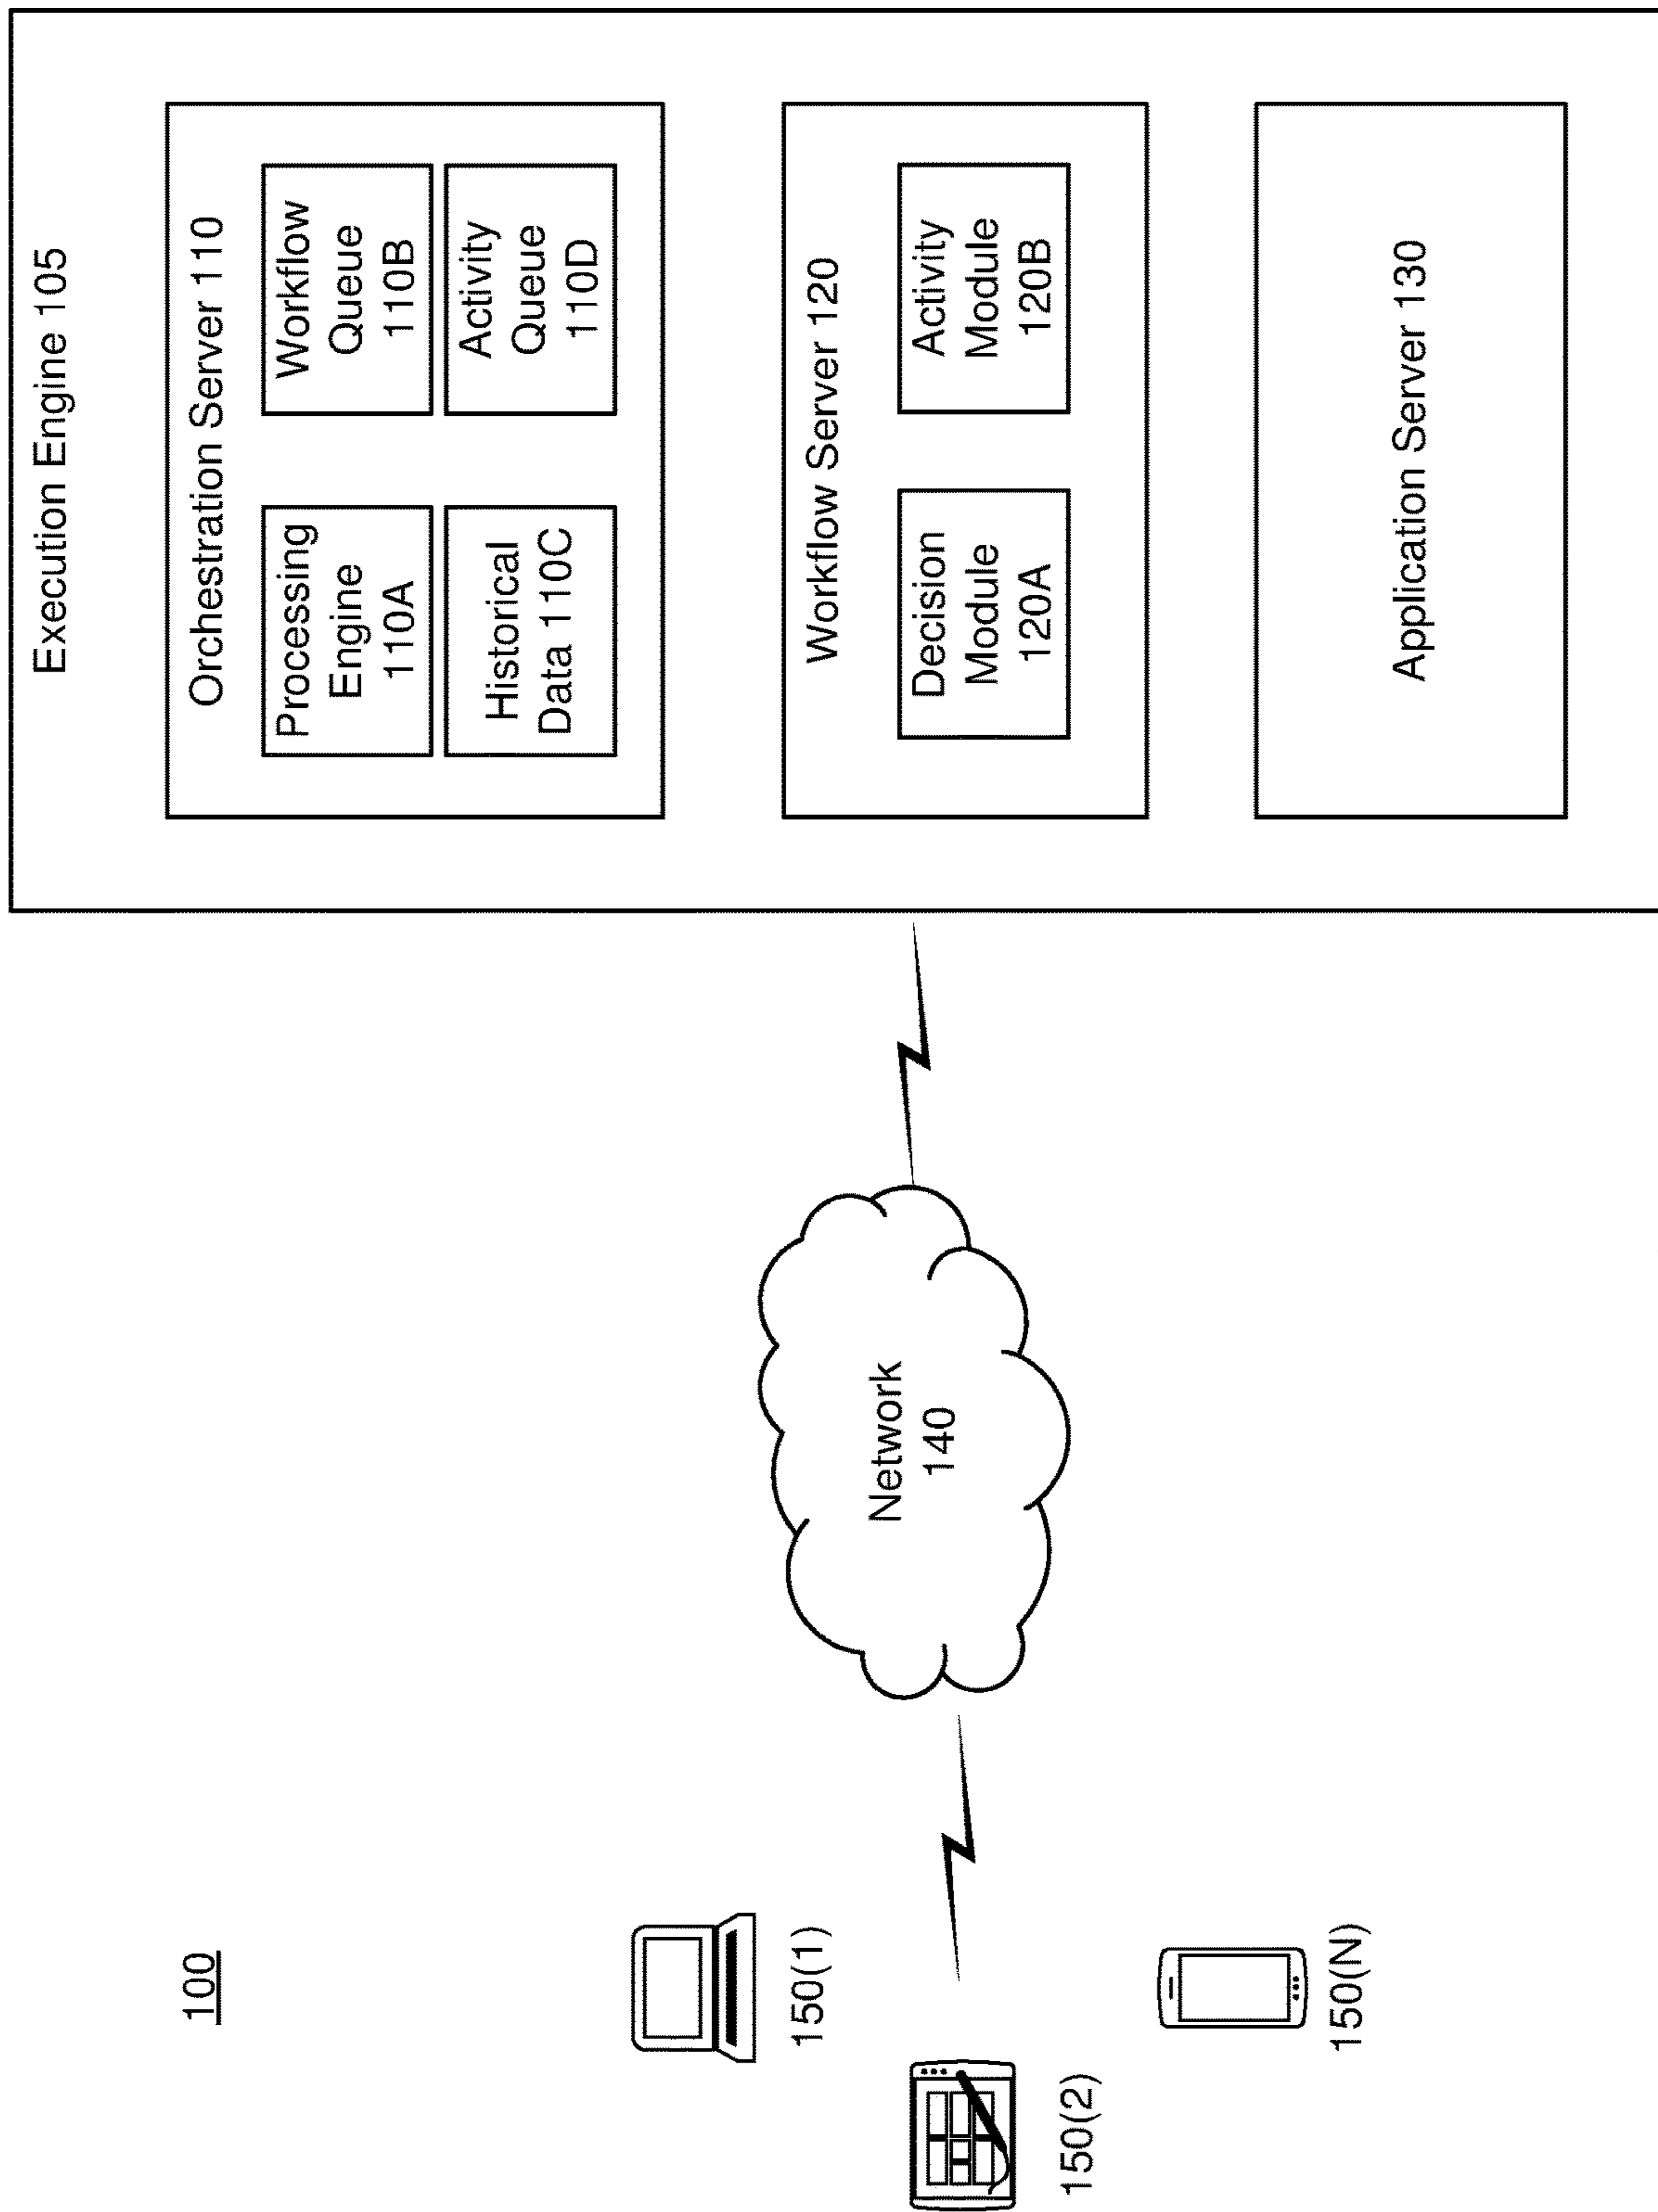 100
150(1)
150(2)
150(N)
Network
140
Execution Engine 105
Orchestration Server 110
Processing
Engine
110A
Workflow
Queue
110B
Historical
Data 110C
Activity
Queue
110D
Workflow Server 120
Decision
Module
120A
Activity
Module
120B
Application Server 130